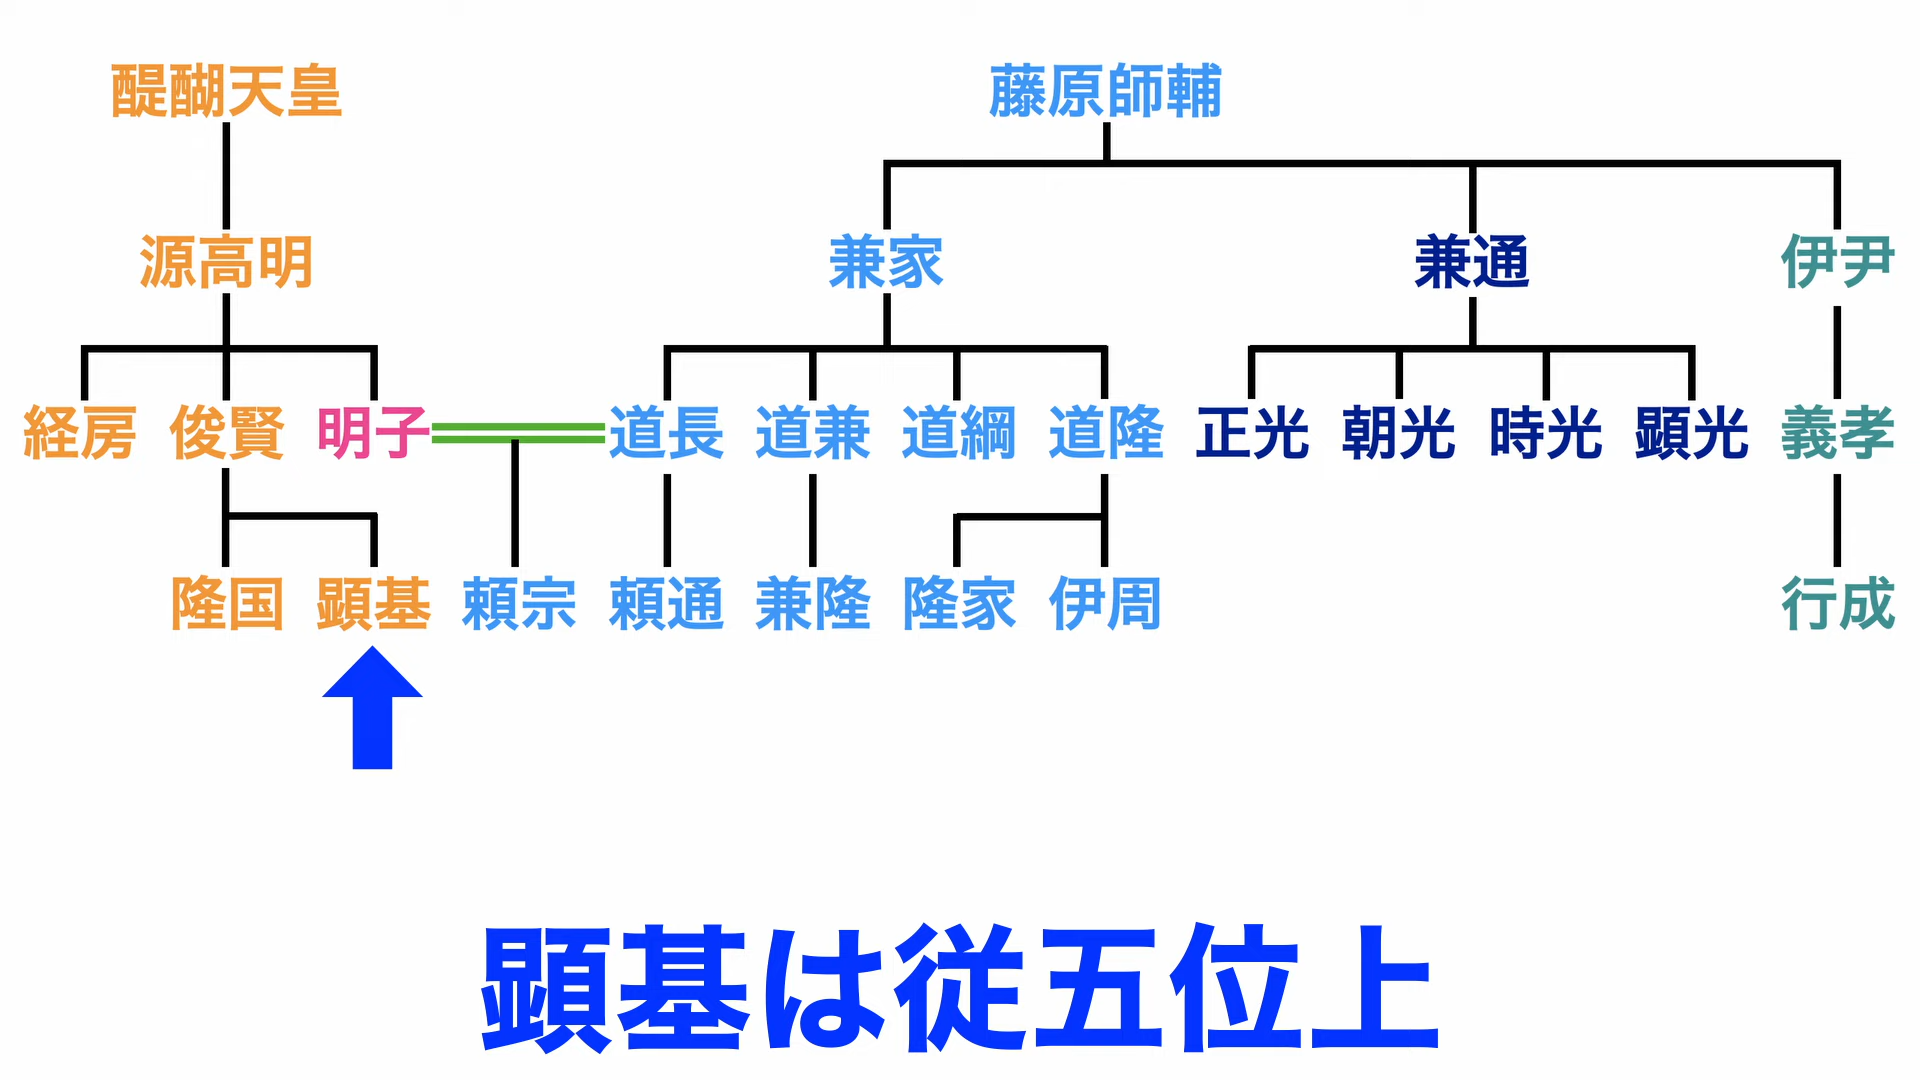 醍醐天皇 藤原師輔
源高明 兼家 兼通 伊尹
経房 俊賢 明子 道長 道兼 道綱 道隆 正光 朝光 時光 顕光 義孝
隆国 顕基 頼宗 頼通 兼隆 隆家 伊周 行成
顕基は従五位上